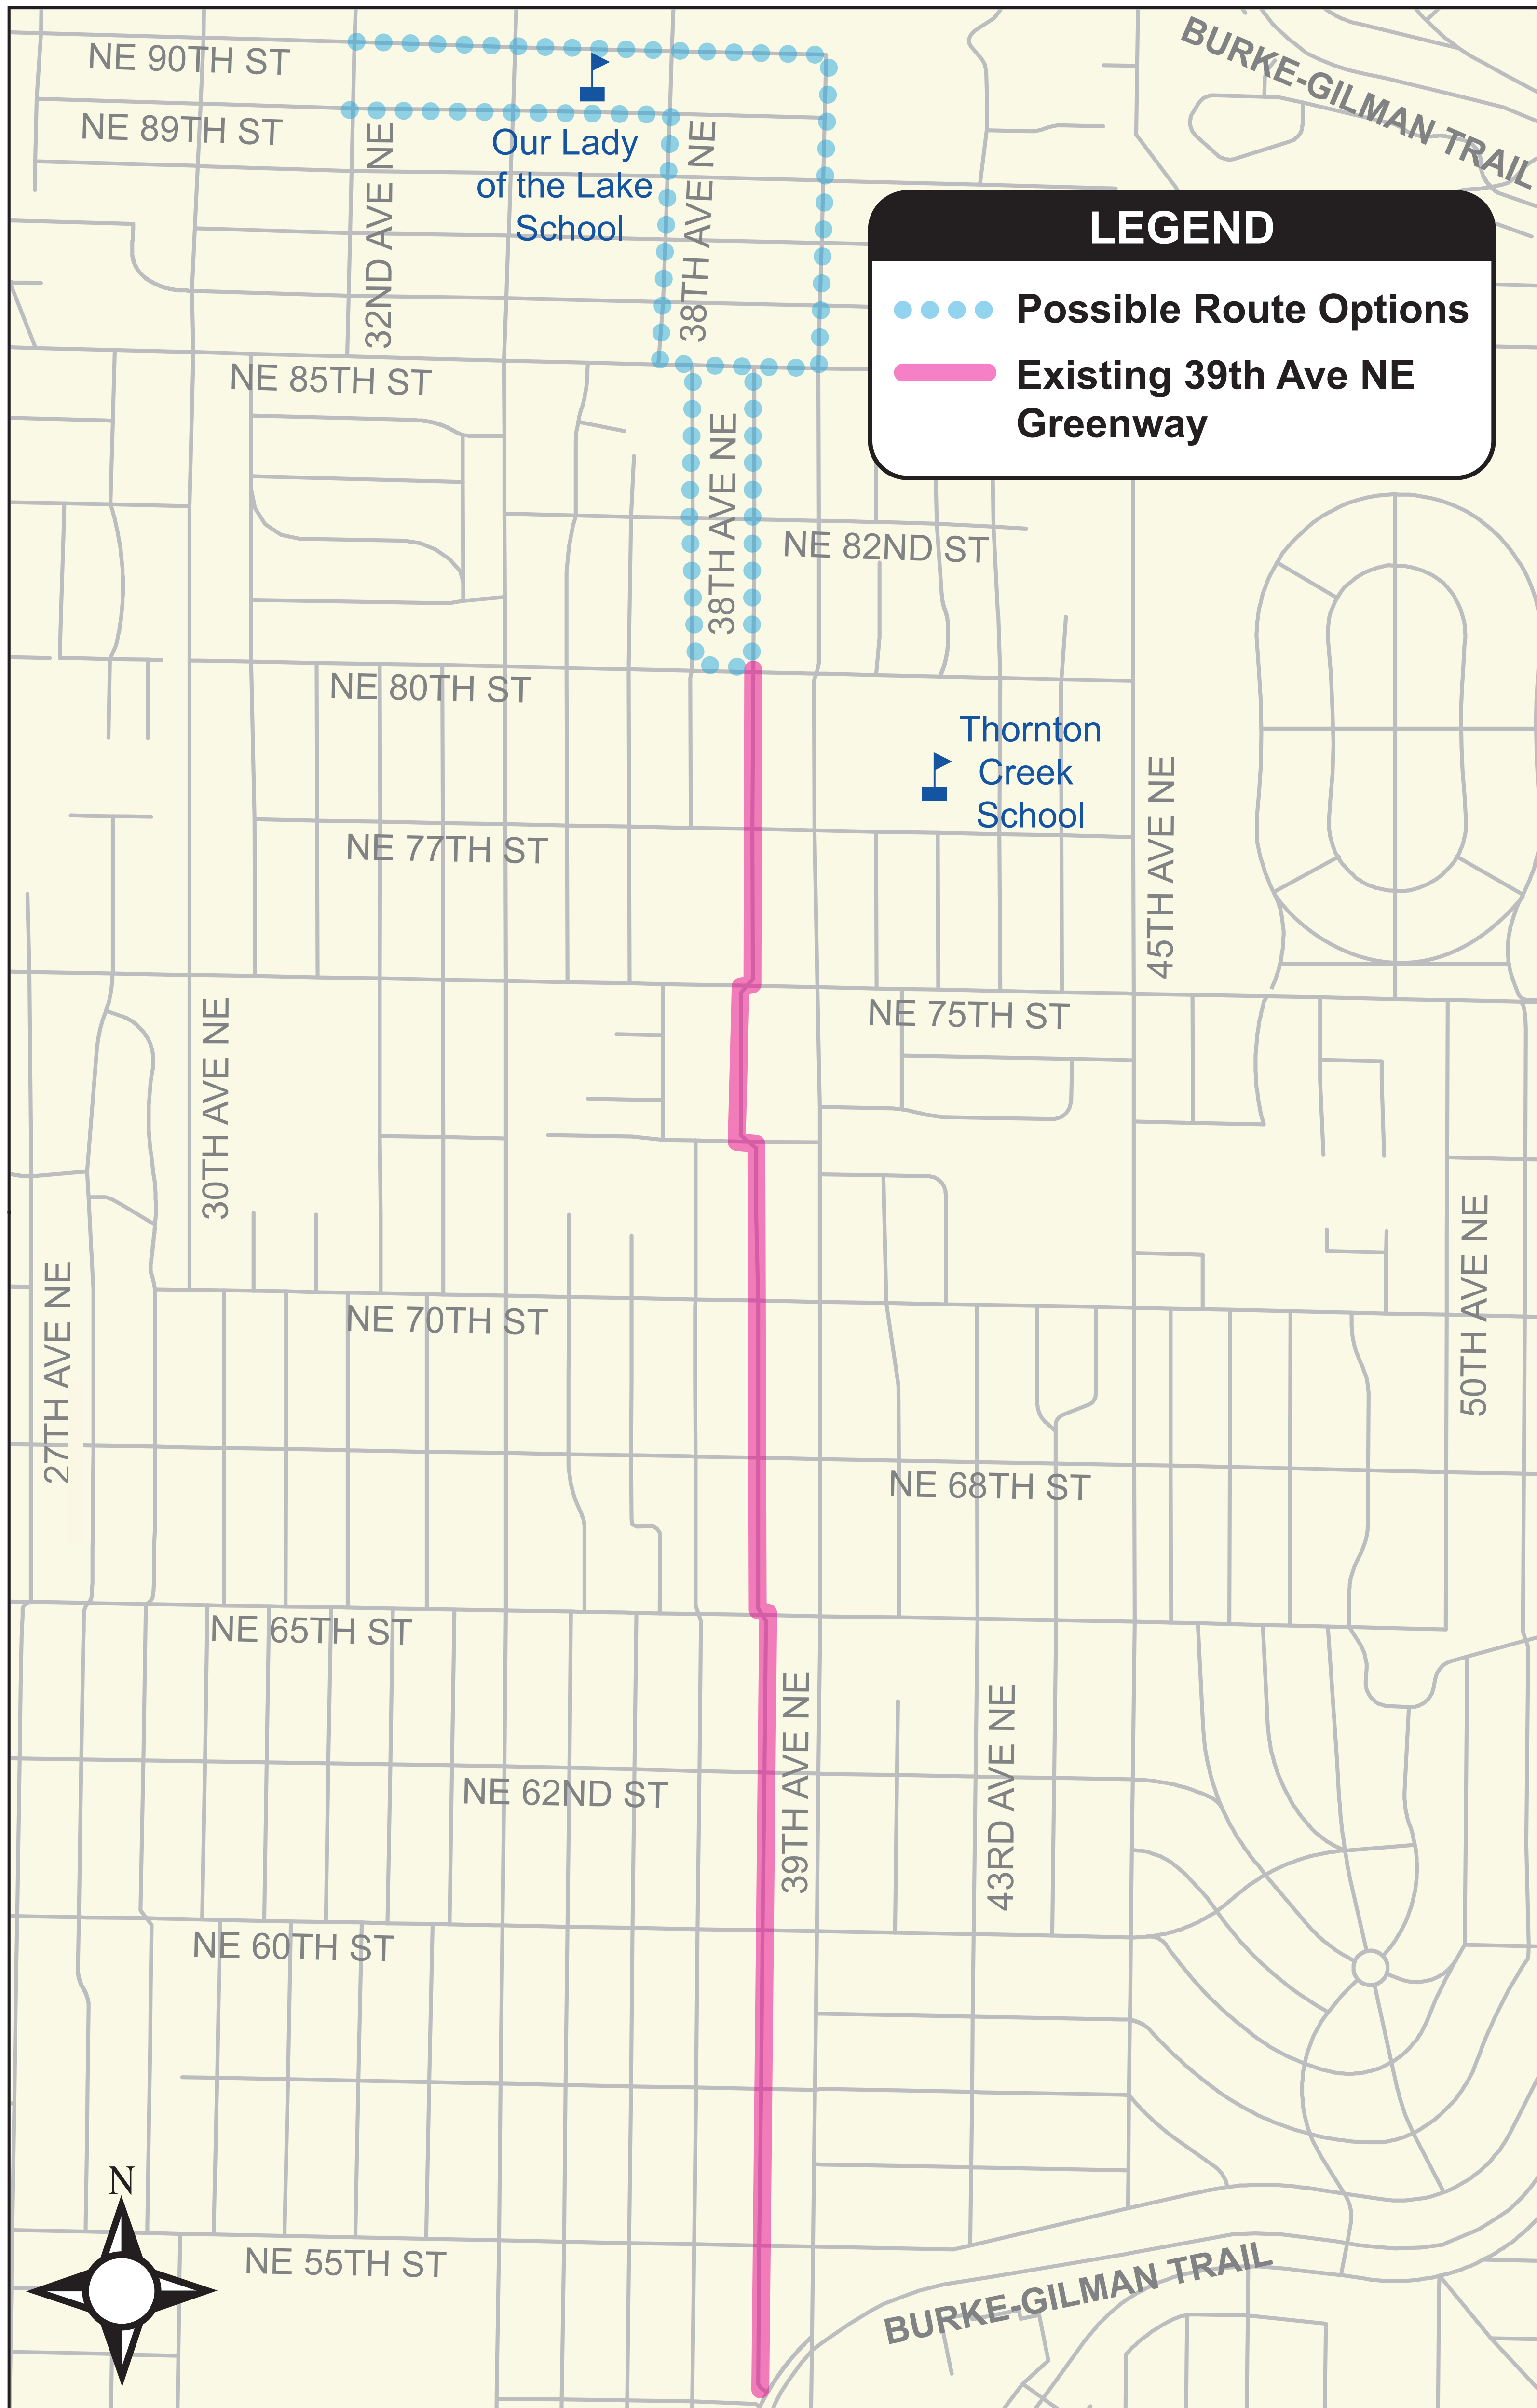 BURKE-GILMAN TRAIL
NE 90TH ST
NE 89TH ST
32ND AVE NE
Our Lady
of the Lake
School
38TH AVE NE
LEGEND
Possible Route Options
Existing 39th Ave NE
Greenway
NE 85TH ST
38TH AVE NE
NE 82ND ST
NE 80TH ST
Thornton
Creek
School
45TH AVE NE
NE 77TH ST
NE 75TH ST
30TH AVE NE
50TH AVE NE
27TH AVE NE
NE 70TH ST
NE 68TH ST
NE 65TH ST
39TH AVE NE
43RD AVE NE
NE 62ND ST
NE 60TH ST
N
NE 55TH ST
BURKE-GILMAN TRAIL